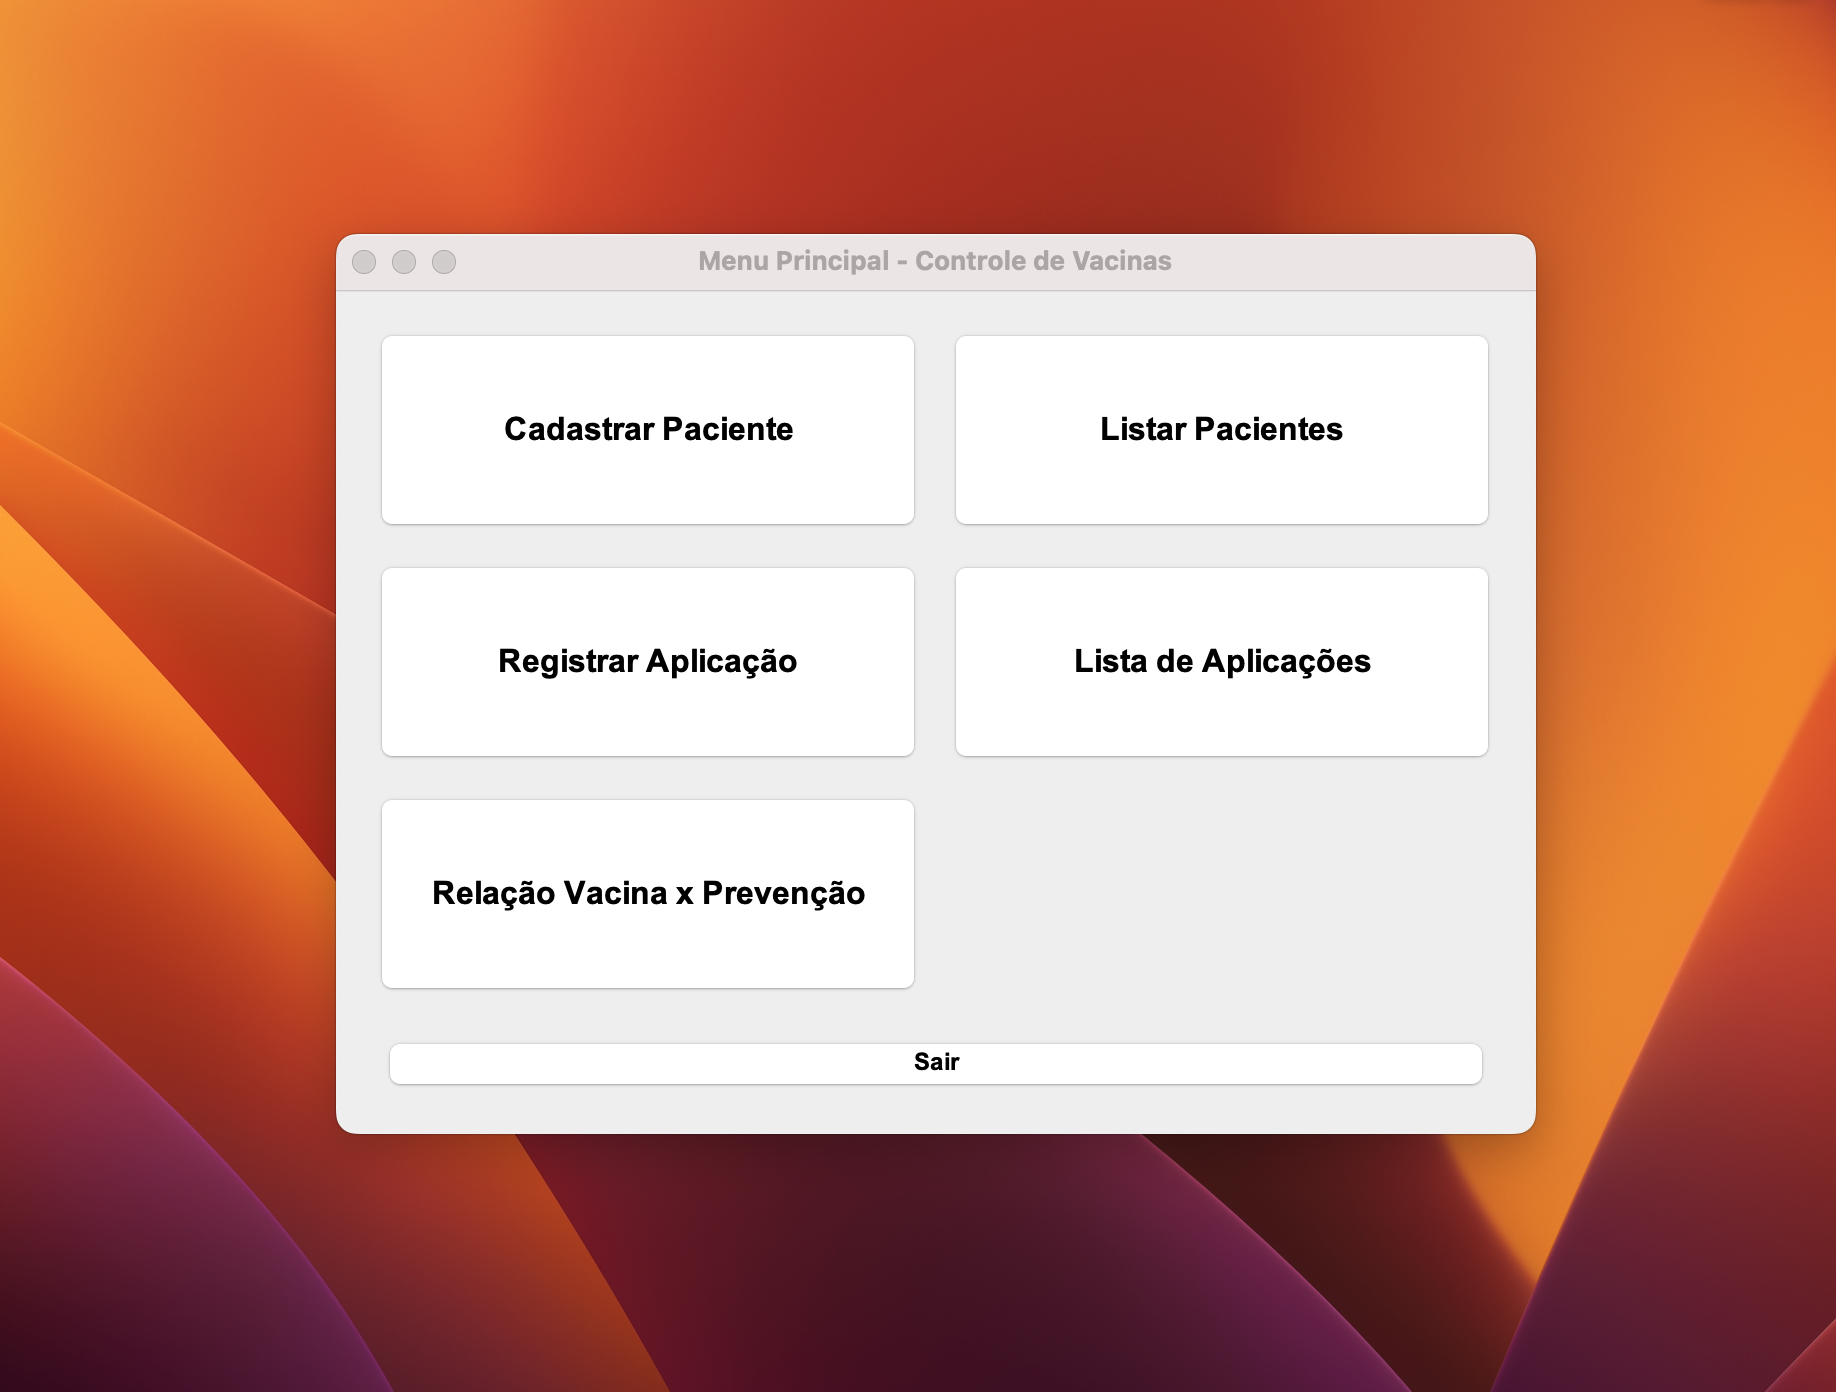 Menu Principal - Controle de Vacinas
Cadastrar Paciente
Listar Pacientes
Registrar Aplicação
Lista de Aplicações
Relação Vacina x Prevenção
Sair